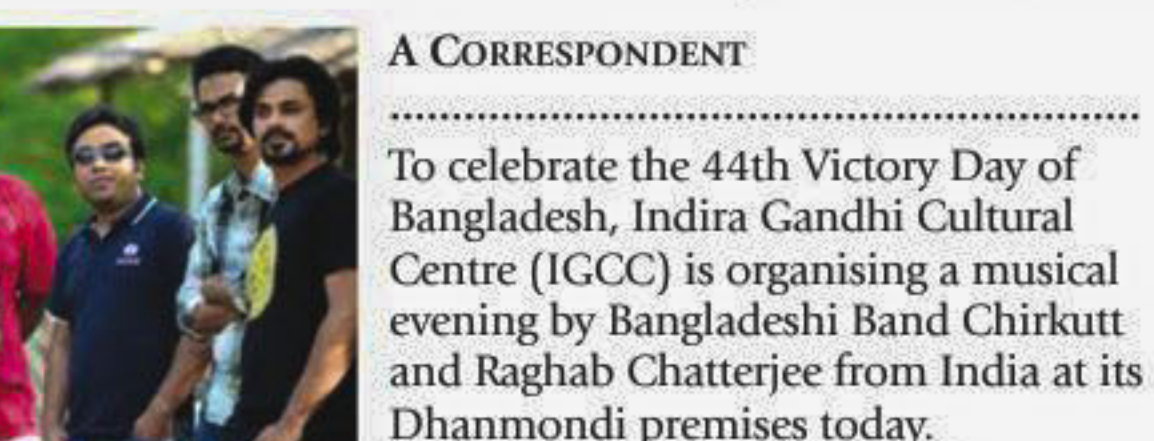 A CORRESPONDENT
To celebrate the 44th Victory Day of
Bangladesh, Indira Gandhi Cultural
Centre (IGCC) is organising a musical
evening by Bangladeshi Band Chirkutt
and Raghab Chatterjee from India at its
Dhanmondi premises today.